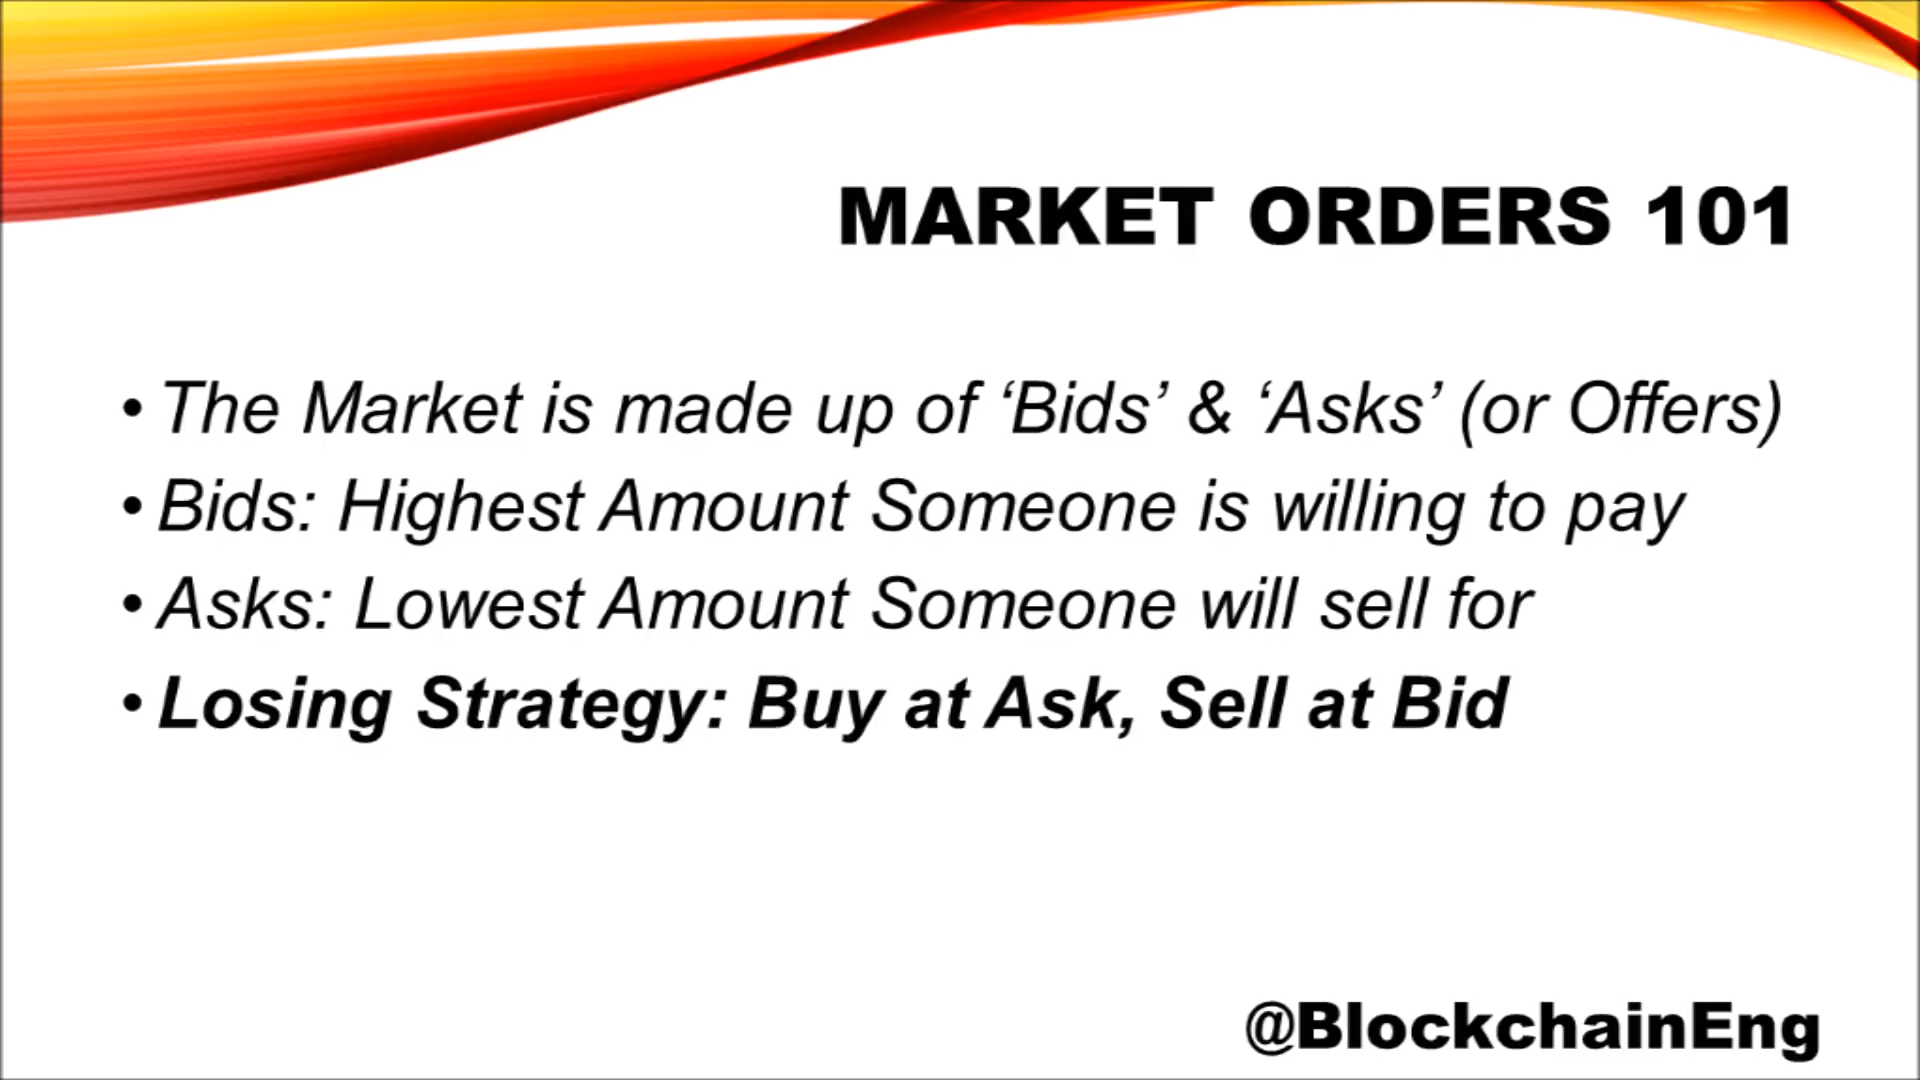 MARKET ORDERS 101
• The Market is made up of ‘Bids’ & ‘Asks’ (or Offers)
• Bids: Highest Amount Someone is willing to pay
• Asks: Lowest Amount Someone will sell for
• Losing Strategy: Buy at Ask, Sell at Bid
@BlockchainEng